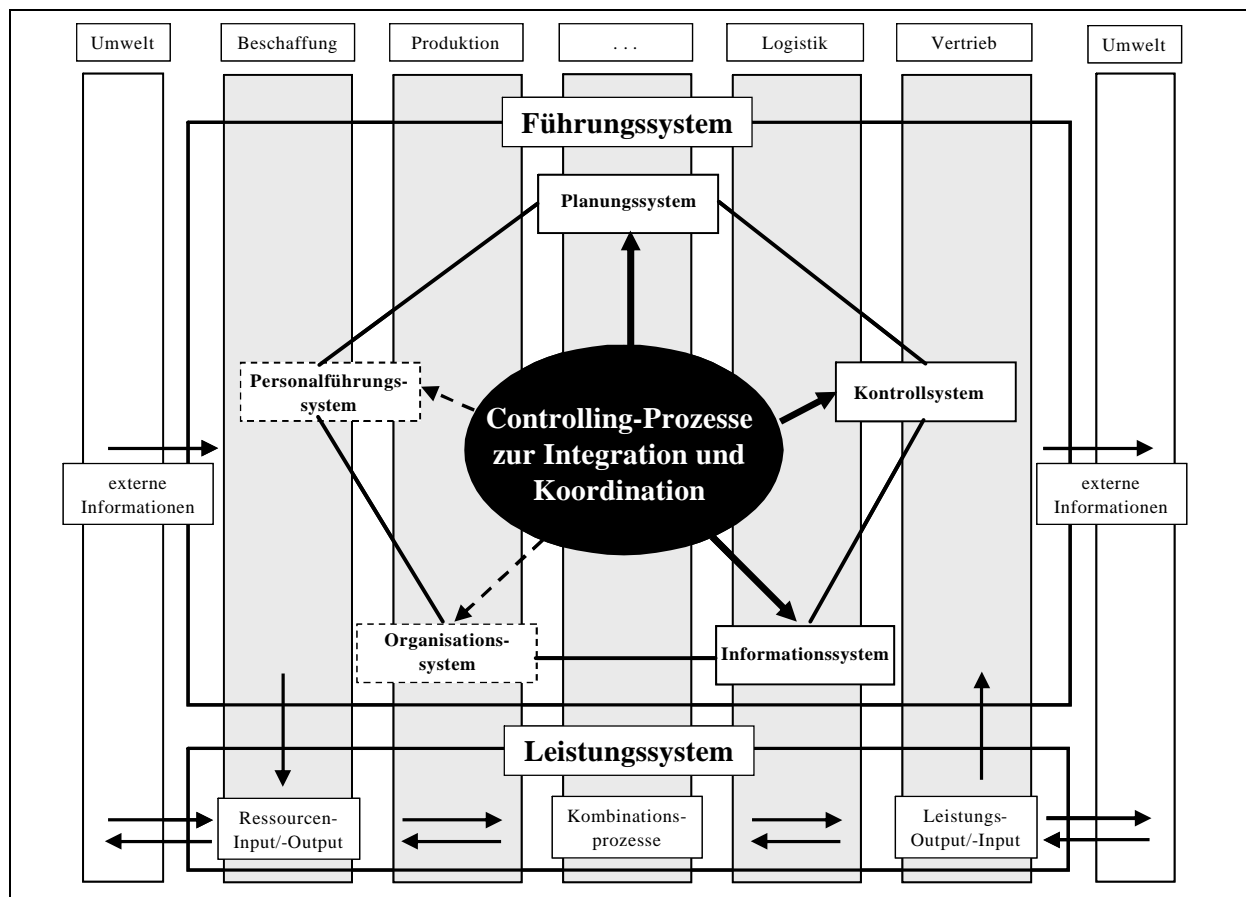 Umwelt
Beschaffung
Produktion
. . .
Logistik
Vertrieb
Umwelt
Führungssystem
Planungssystem
Personalführungs-
system
Kontrollsystem
Controlling-Prozesse
zur Integration und
Koordination
externe
Informationen
externe
Informationen
Organisations-
system
Informationssystem
Leistungssystem
Ressourcen-
Input/-Output
Kombinations-
prozesse
Leistungs-
Output/-Input